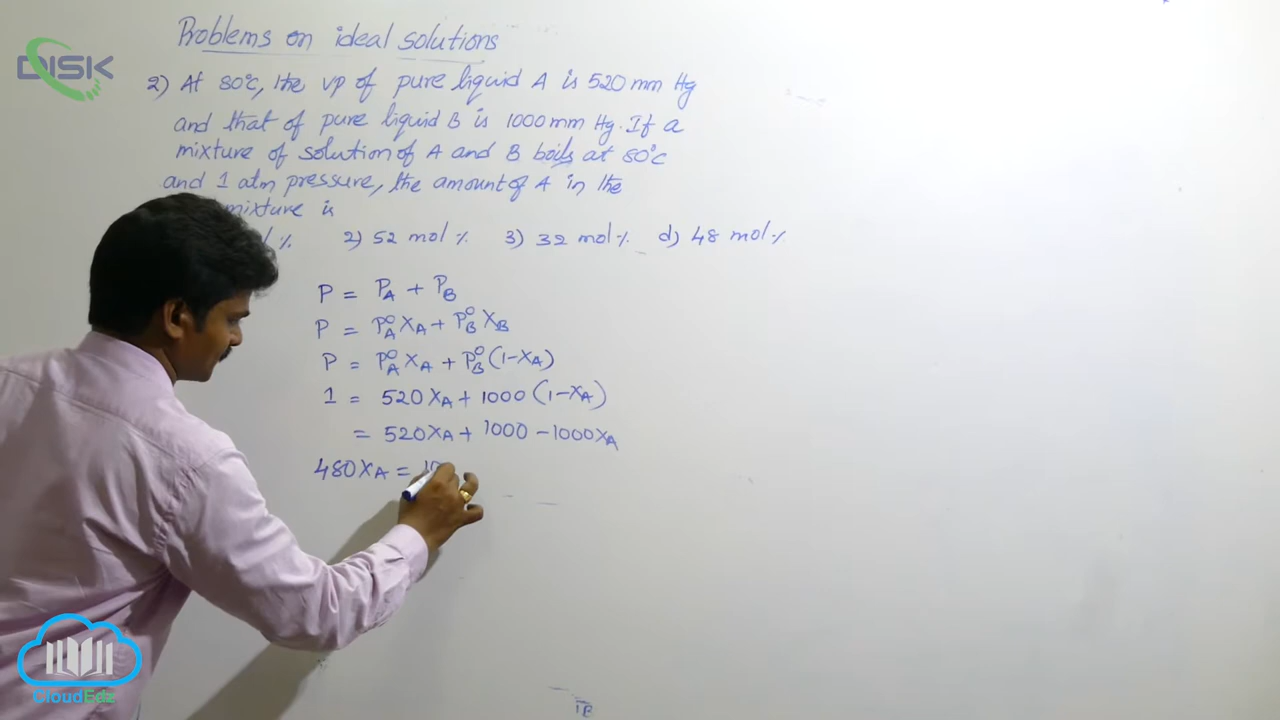 Problems on ideal solutions
DISK
2) At 80°C, the vp of pure liquid A is 520 mm Hg
and that of pure liquid B is 1000 mm Hg. If a
mixture of solution of A and B boils at 80°C
and 1 atm pressure, the amount of A in the
mixture is
l % 2) 52 mol % 3) 32 mol % d) 48 mol %
P = PA + PB
P = P°A XA + P°B XB
P = P°A XA + P°B (1-XA)
1 = 520 XA + 1000 (1-XA)
= 520XA + 1000 - 1000XA
480XA = 10
CloudEdz